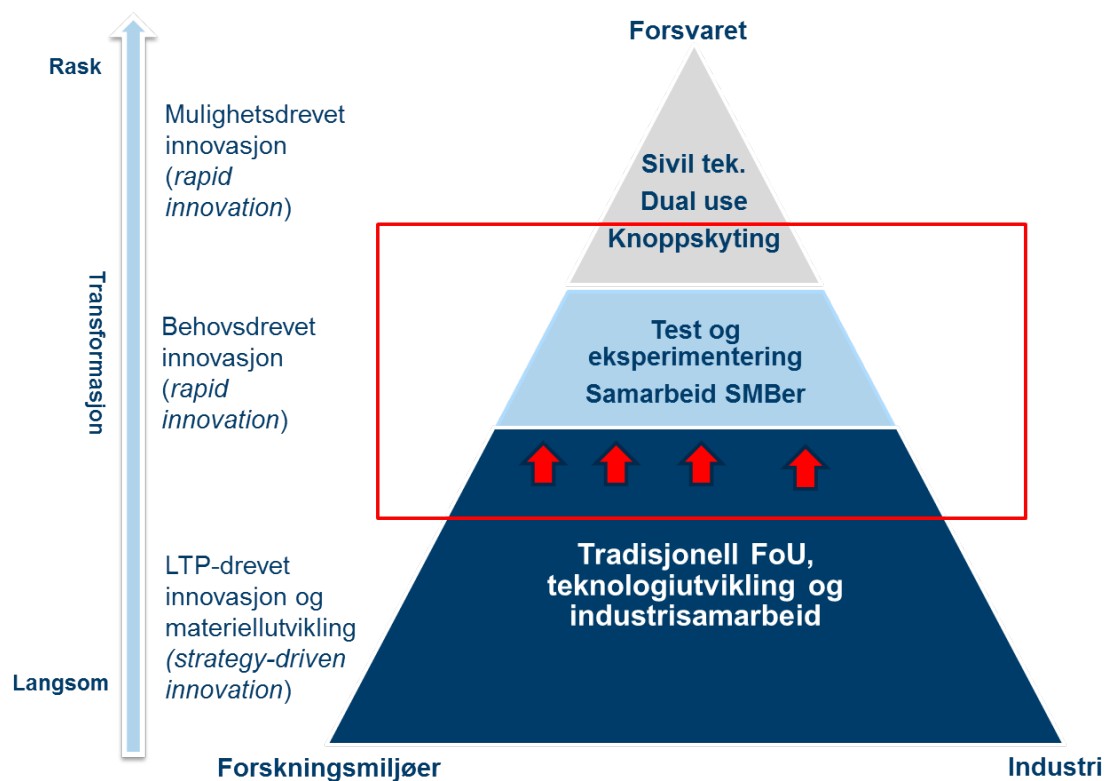 Forsvaret
Rask
Mulighetsdrevet
innovasjon
(rapid
innovation)
Sivil tek.
Dual use
Knoppskyting
Transformasjon
Behovsdrevet
innovasjon
(rapid
innovation)
Test og
eksperimentering
Samarbeid SMBer
LTP-drevet
innovasjon og
materiellutvikling
(strategy-driven
innovation)
Tradisjonell FoU,
teknologiutvikling og
industrisamarbeid
Langsom
Forskningsmiljøer
Industri